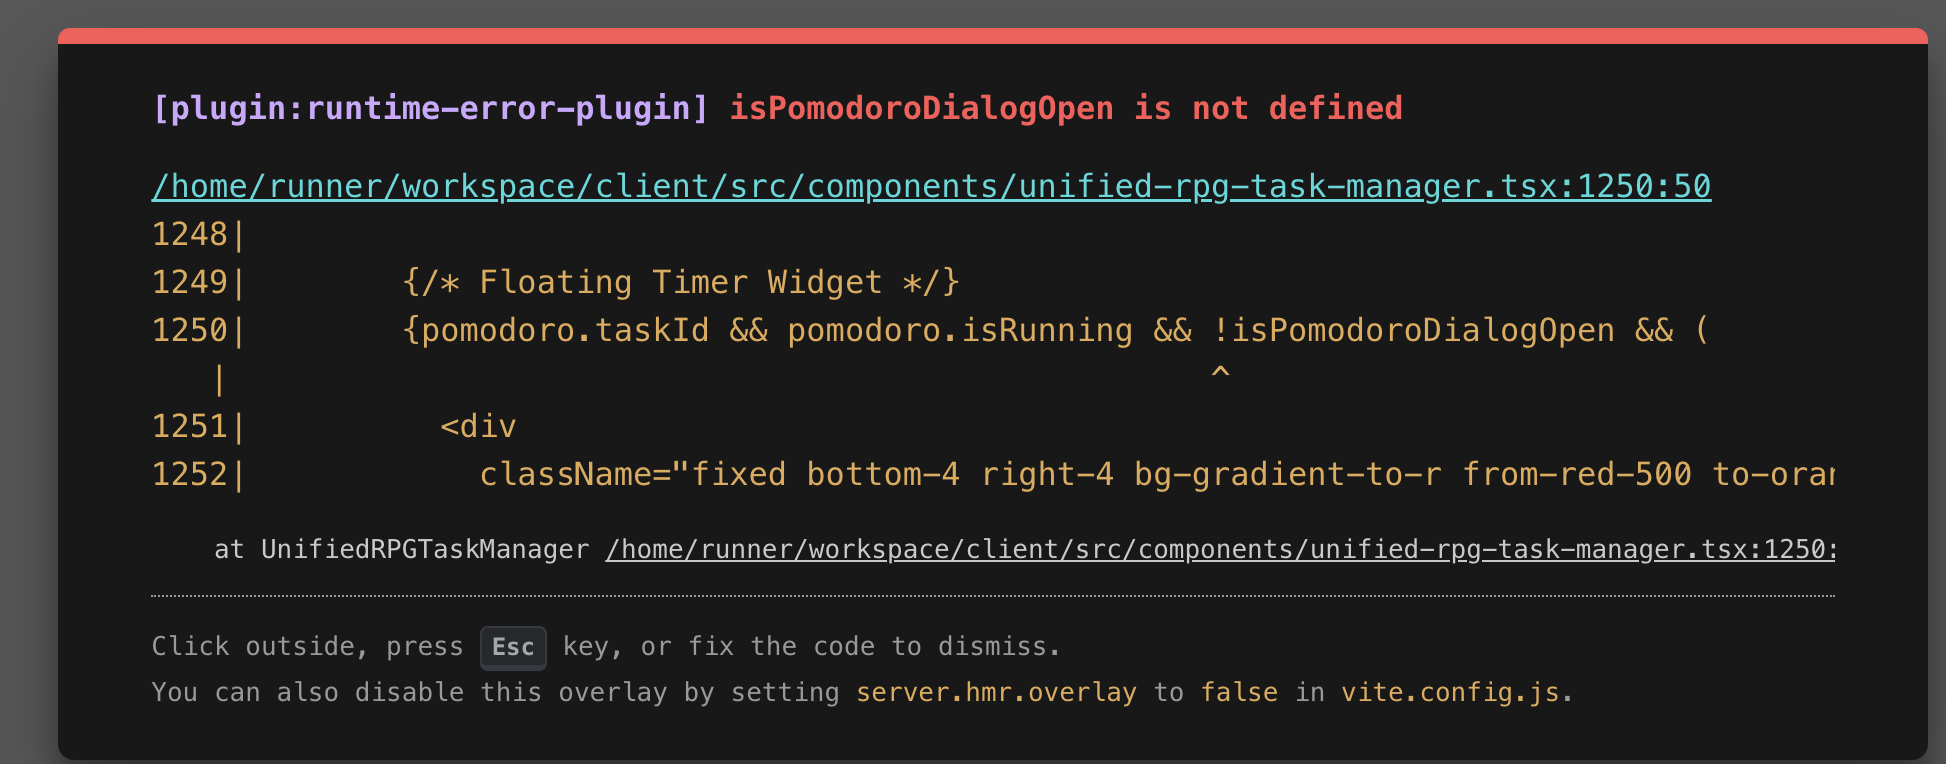 [plugin:runtime-error-plugin] isPomodoroDialogOpen is not defined
/home/runner/workspace/client/src/components/unified-rpg-task-manager.tsx:1250:50
1248|
1249|        {/* Floating Timer Widget */}
1250|        {pomodoro.taskId && pomodoro.isRunning && !isPomodoroDialogOpen && (
   |                                                   ^
1251|          <div
1252|            className="fixed bottom-4 right-4 bg-gradient-to-r from-red-500 to-oran
at UnifiedRPGTaskManager /home/runner/workspace/client/src/components/unified-rpg-task-manager.tsx:1250:
Click outside, press Esc key, or fix the code to dismiss.
You can also disable this overlay by setting server.hmr.overlay to false in vite.config.js.